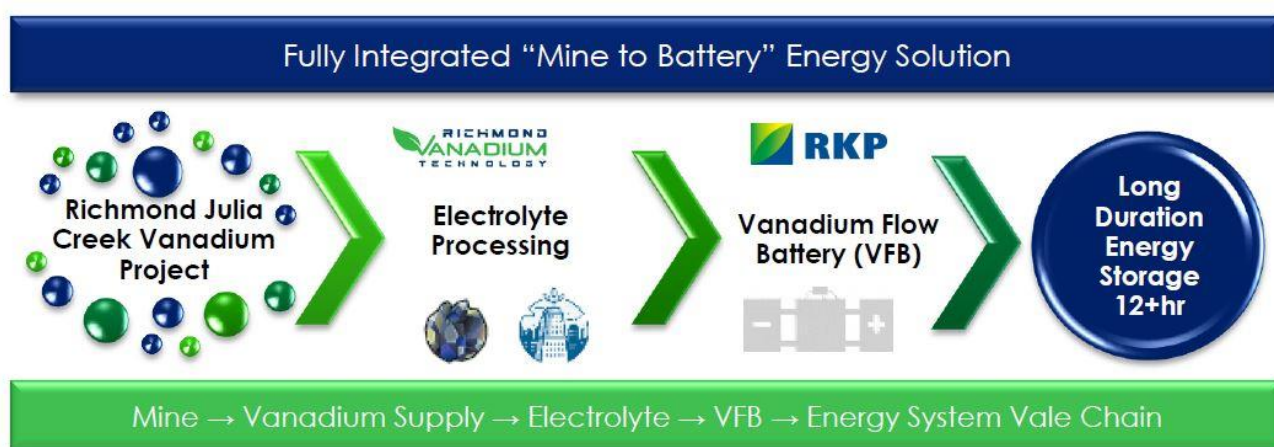 Fully Integrated “Mine to Battery” Energy Solution
Richmond Julia
Creek Vanadium
Project
RICHMOND
VANADIUM
TECHNOLOGY
Electrolyte
Processing
RKP
Vanadium Flow
Battery (VFB)
Long
Duration
Energy
Storage
12+hr
Mine → Vanadium Supply → Electrolyte → VFB → Energy System Vale Chain